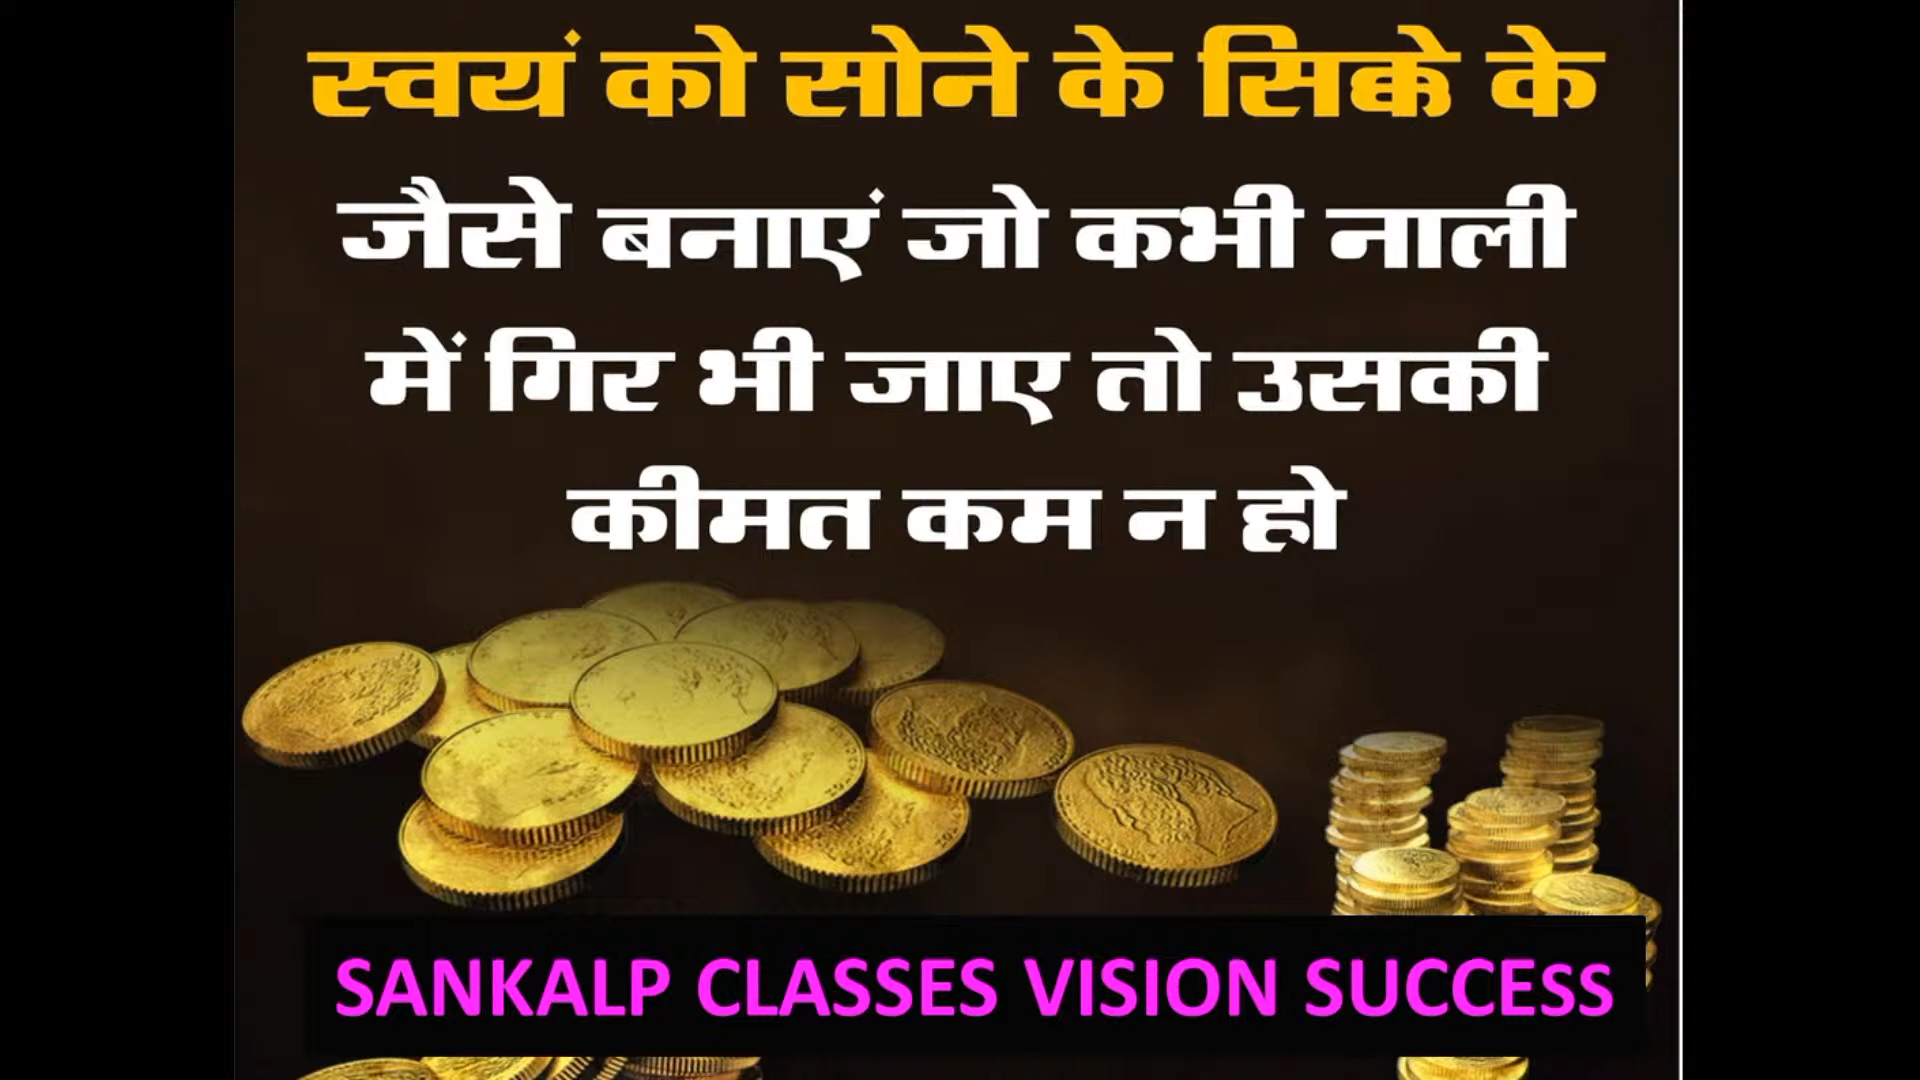 स्वयं को सोने के सिक्के के
जैसे बनाएं जो कभी नाली
में गिर भी जाए तो उसकी
कीमत कम न हो
SANKALP CLASSES VISION SUCCEss